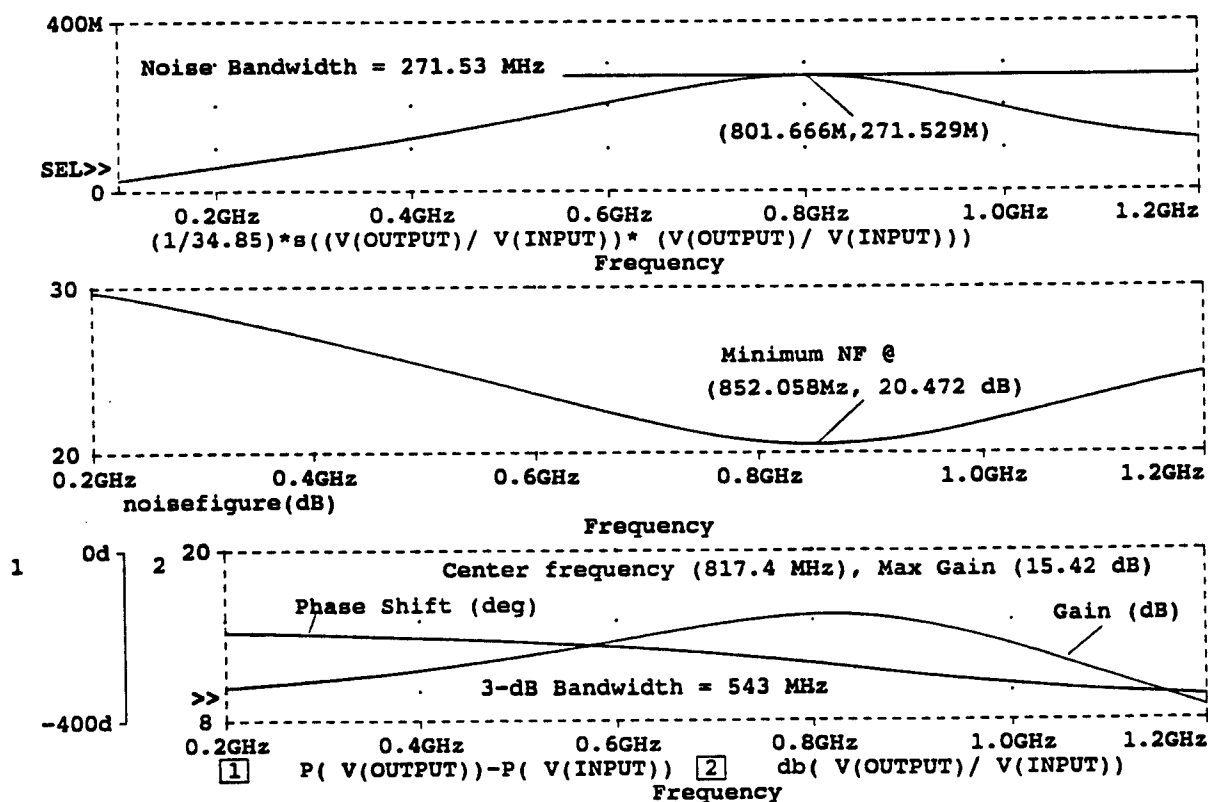 400M
Noise Bandwidth = 271.53 MHz
(801.666M,271.529M)
SEL>>
0
0.2GHz 0.4GHz 0.6GHz 0.8GHz 1.0GHz 1.2GHz
(1/34.85)*s((V(OUTPUT)/ V(INPUT))* (V(OUTPUT)/ V(INPUT)))
Frequency
30
Minimum NF @
(852.058Mz, 20.472 dB)
20
0.2GHz 0.4GHz 0.6GHz 0.8GHz 1.0GHz 1.2GHz
noisefigure(dB)
Frequency
1 0d 2 20
Center frequency (817.4 MHz), Max Gain (15.42 dB)
Phase Shift (deg) Gain (dB)
3-dB Bandwidth = 543 MHz
>>
-400d 8
0.2GHz 0.4GHz 0.6GHz 0.8GHz 1.0GHz 1.2GHz
1 P( V(OUTPUT))-P( V(INPUT)) 2 db( V(OUTPUT)/ V(INPUT))
Frequency